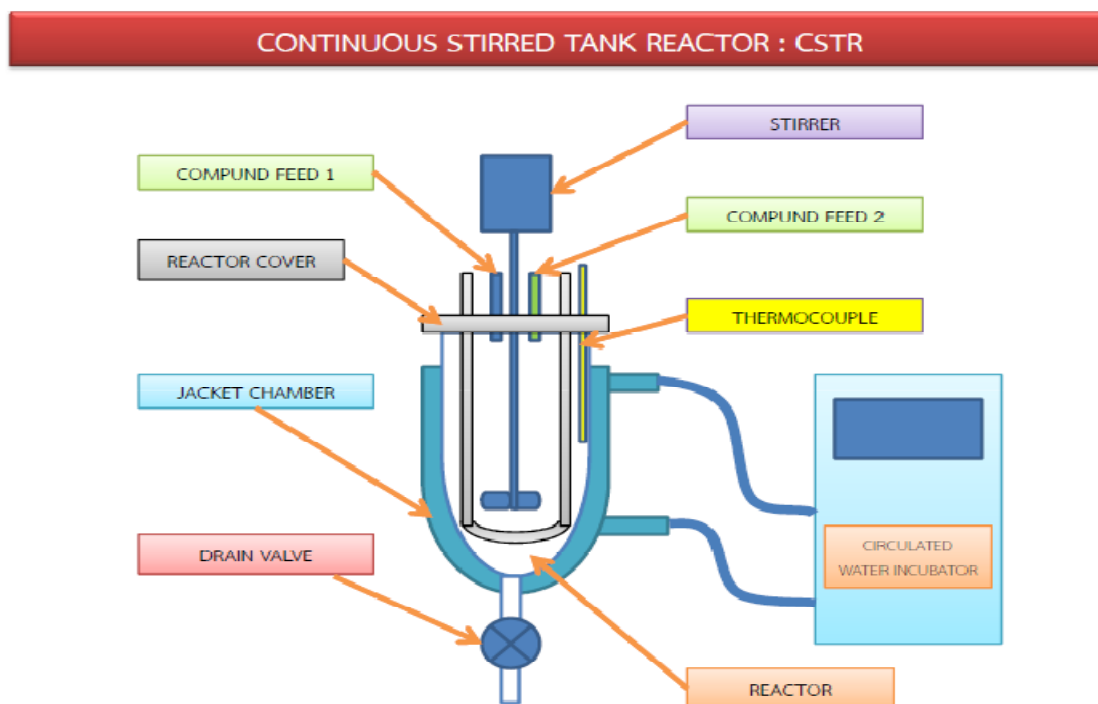 CONTINUOUS STIRRED TANK REACTOR : CSTR
STIRRER
COMPUND FEED 1
COMPUND FEED 2
REACTOR COVER
THERMOCOUPLE
JACKET CHAMBER
CIRCULATED
WATER INCUBATOR
DRAIN VALVE
REACTOR